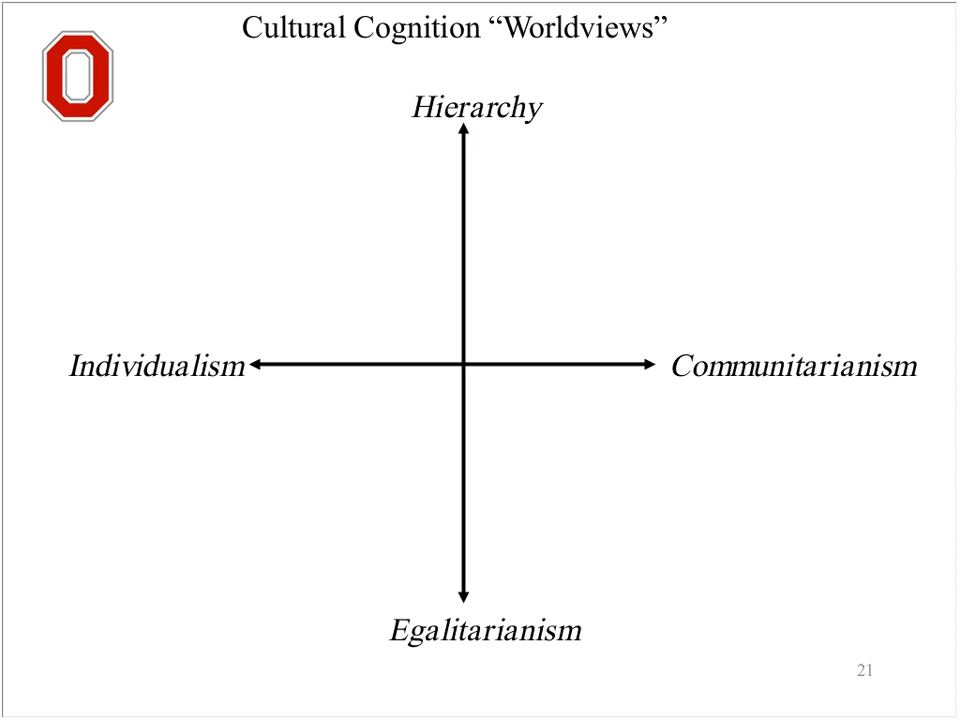 Cultural Cognition “Worldviews”
O
Hierarchy
Individualism
Communitarianism
Egalitarianism
21